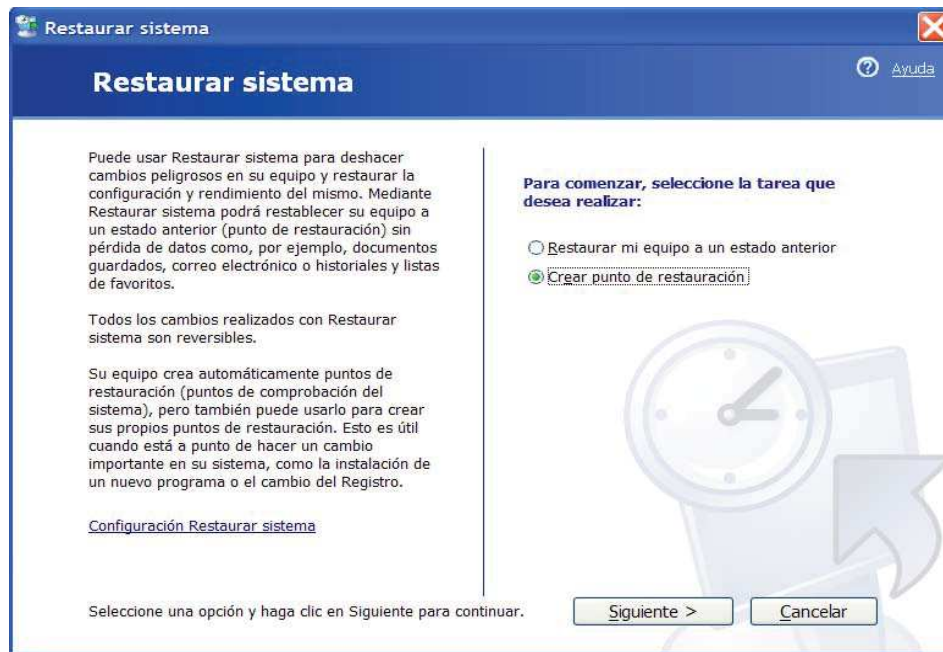 Restaurar sistema
Restaurar sistema
Ayuda
Puede usar Restaurar sistema para deshacer
cambios peligrosos en su equipo y restaurar la
configuración y rendimiento del mismo. Mediante
Restaurar sistema podrá restablecer su equipo a
un estado anterior (punto de restauración) sin
pérdida de datos como, por ejemplo, documentos
guardados, correo electrónico o historiales y listas
de favoritos.
Todos los cambios realizados con Restaurar
sistema son reversibles.
Su equipo crea automáticamente puntos de
restauración (puntos de comprobación del
sistema), pero también puede usarlo para crear
sus propios puntos de restauración. Esto es útil
cuando está a punto de hacer un cambio
importante en su sistema, como la instalación de
un nuevo programa o el cambio del Registro.
Configuración Restaurar sistema
Para comenzar, seleccione la tarea que
desea realizar:
Restaurar mi equipo a un estado anterior
Crear punto de restauración
Seleccione una opción y haga clic en Siguiente para continuar.
Siguiente >
Cancelar